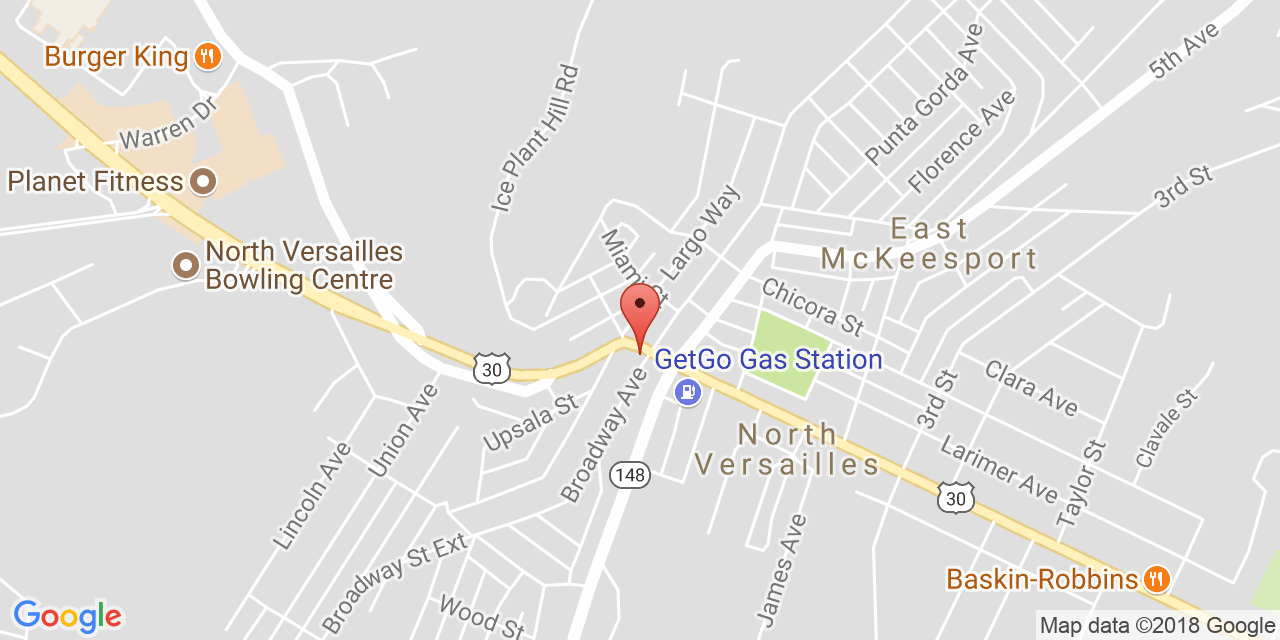 Burger King
Warren Dr
Planet Fitness
North Versailles
Bowling Centre
Ice Plant Hill Rd
Miami Ct
Largo Way
Punta Gorda Ave
Florence Ave
5th Ave
3rd St
EAST
MCKEESPORT
Chicora St
GetGo Gas Station
30
Union Ave
Lincoln Ave
Upsala St
Broadway Ave
148
NORTH
VERSAILLES
3rd St
Clara Ave
Clavale St
Larimer Ave
Taylor St
30
Broadway St Ext
Wood St
James Ave
Baskin-Robbins
Google
Map data ©2018 Google